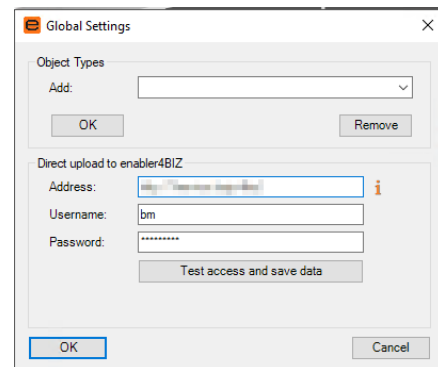 Global Settings
Object Types
Add:
OK Remove
Direct upload to enabler4BIZ
Address: i
Username: bm
Password: *********
Test access and save data
OK Cancel